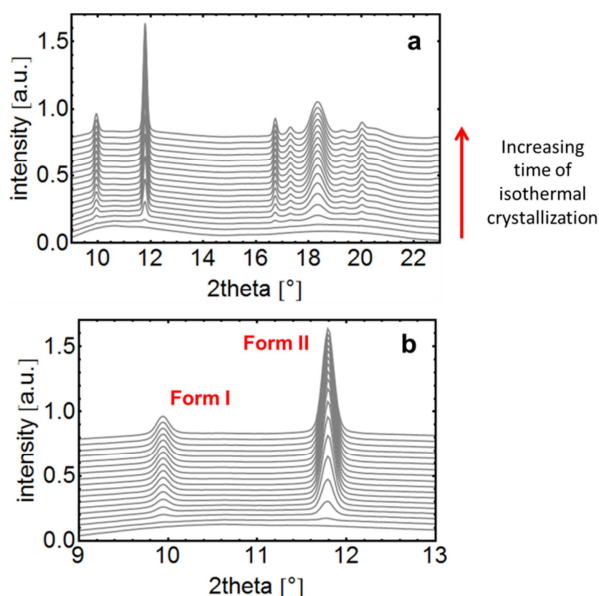 a
intensity [a.u.]
1.5
1.0
0.5
0.0
10 12 14 16 18 20 22
2theta [°]
Increasing
time of
isothermal
crystallization
b
Form II
Form I
intensity [a.u.]
1.5
1.0
0.5
0.0
9 10 11 12 13
2theta [°]